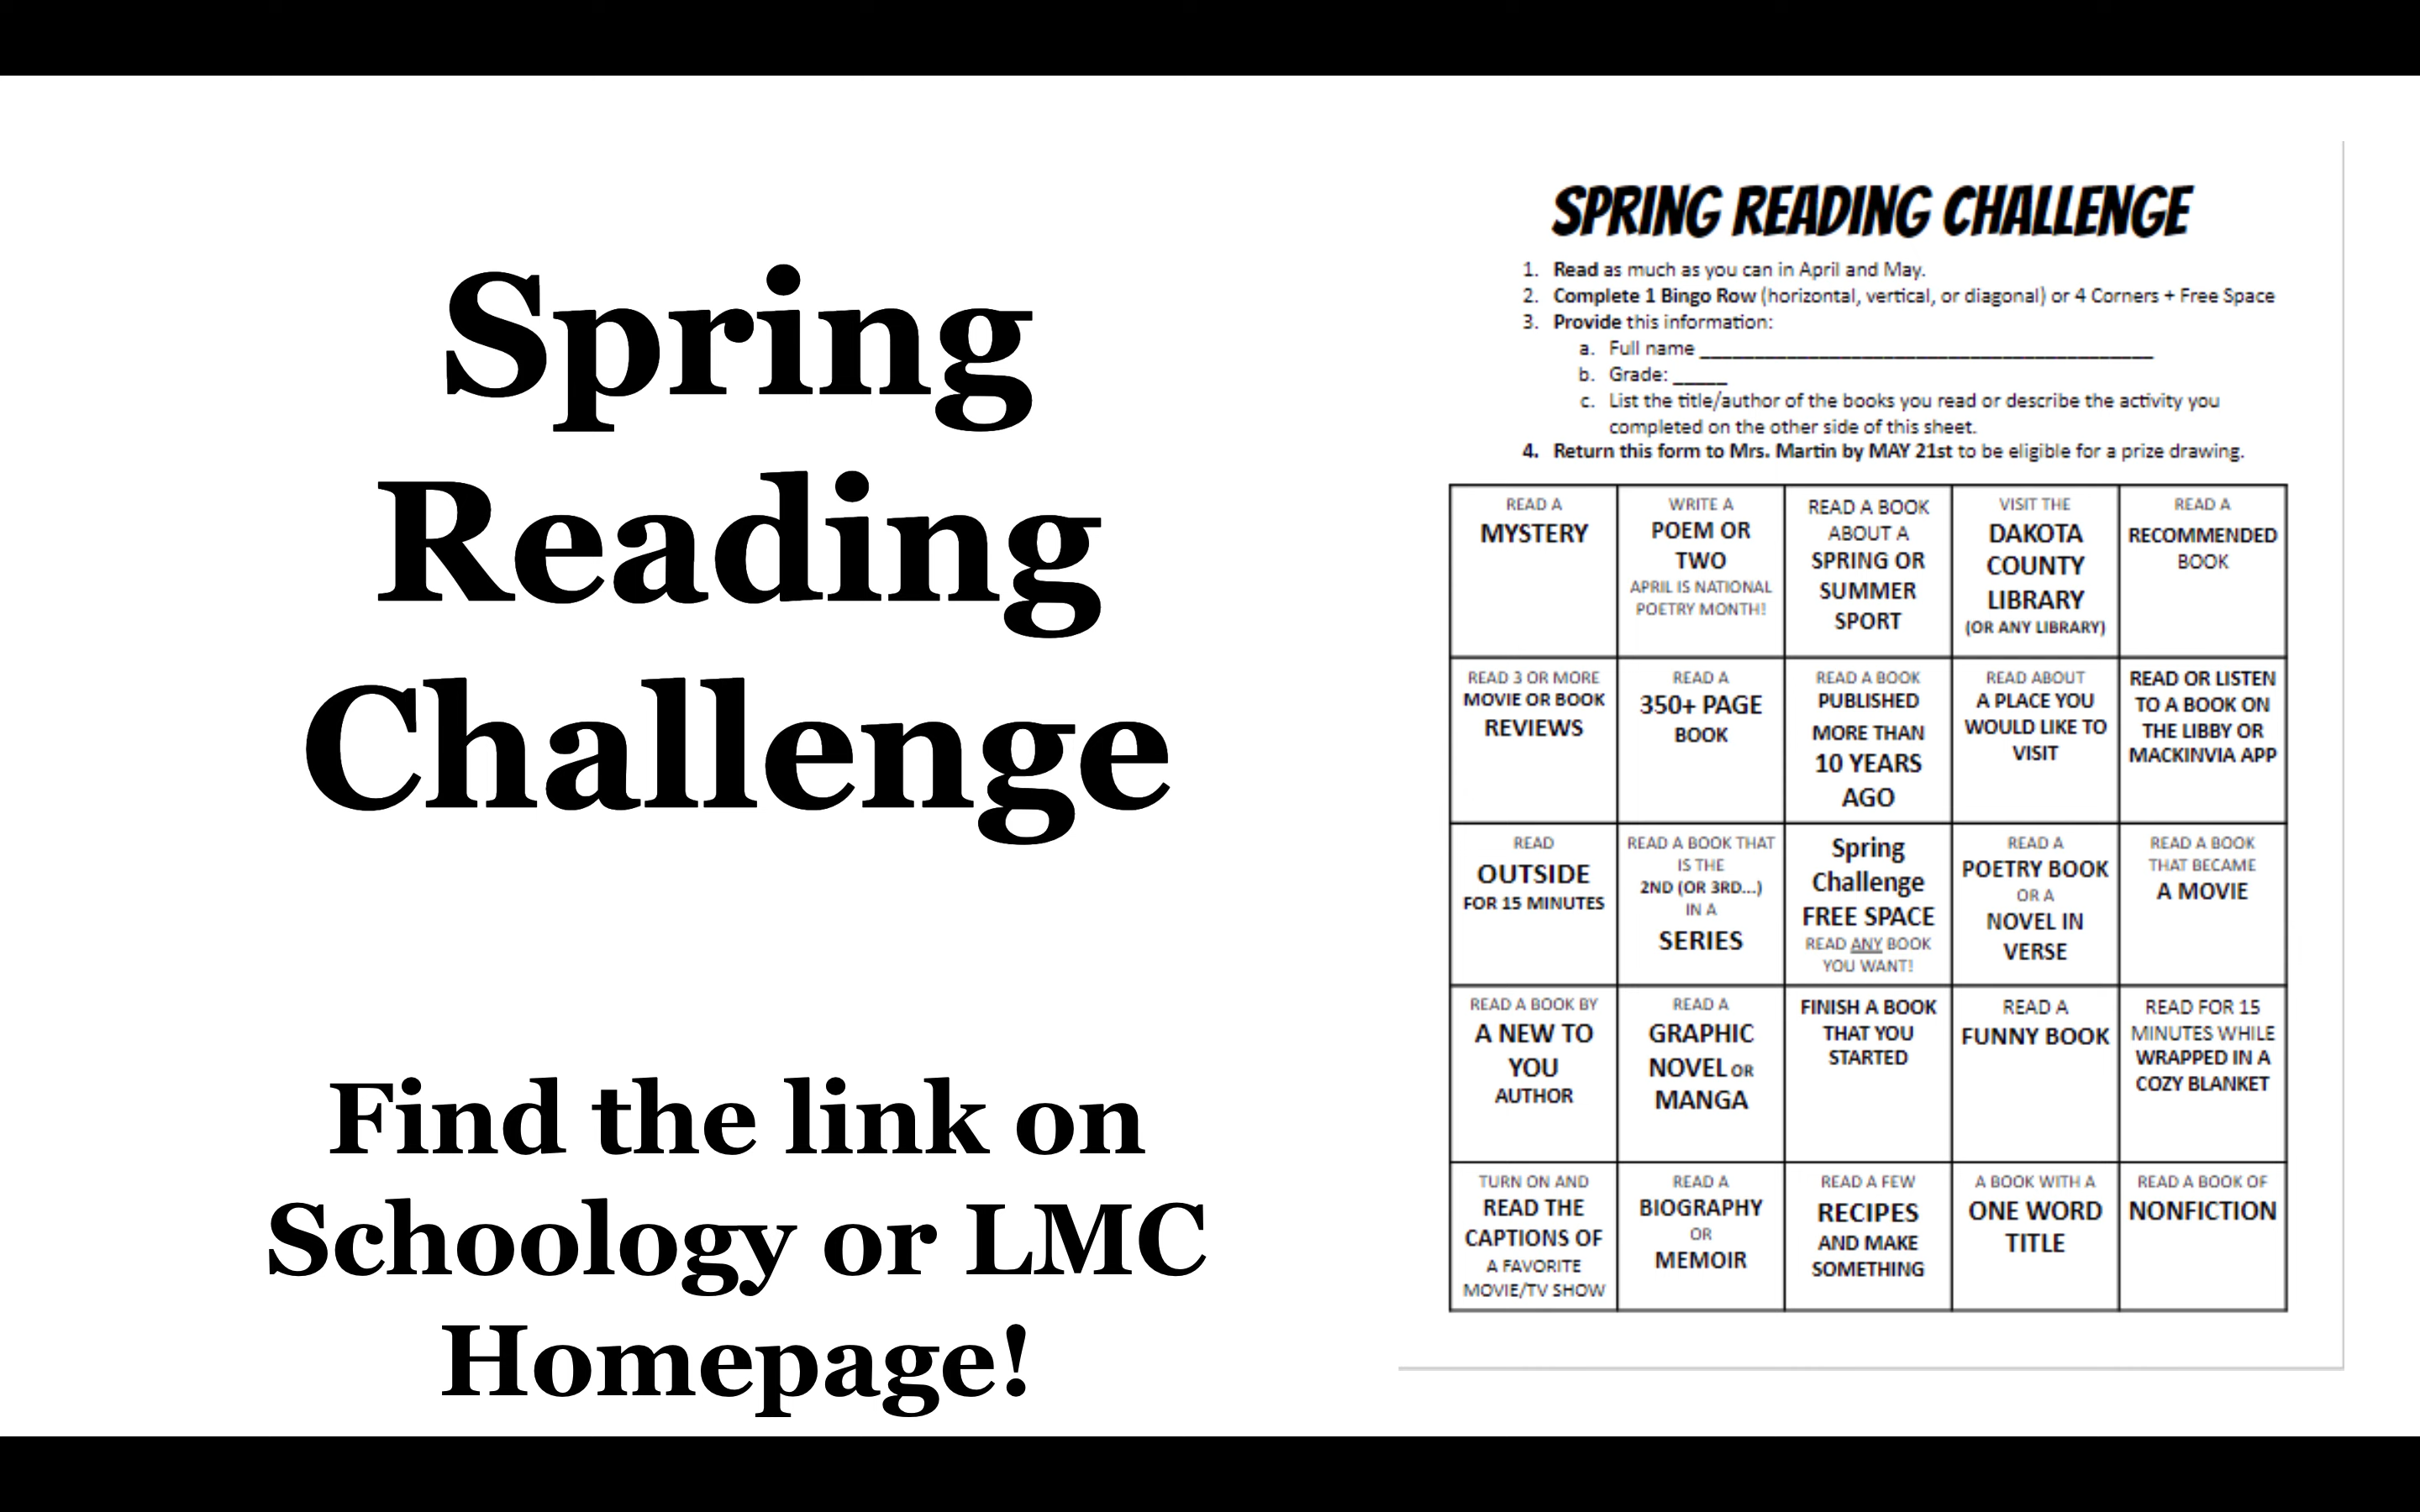 Spring
Reading
Challenge
Find the link on
Schoology or LMC
Homepage!
SPRING READING CHALLENGE
1. Read as much as you can in April and May.
2. Complete 1 Bingo Row (horizontal, vertical, or diagonal) or 4 Corners + Free Space
3. Provide this information:
a. Full name ______________________________________________
b. Grade: _____
c. List the title/author of the books you read or describe the activity you
completed on the other side of this sheet.
4. Return this form to Mrs. Martin by MAY 21st to be eligible for a prize drawing.
READ A
MYSTERY
WRITE A
POEM OR
TWO
APRIL IS NATIONAL
POETRY MONTH!
READ A BOOK
ABOUT A
SPRING OR
SUMMER
SPORT
VISIT THE
DAKOTA
COUNTY
LIBRARY
(OR ANY LIBRARY)
READ A
RECOMMENDED
BOOK
READ 3 OR MORE
MOVIE OR BOOK
REVIEWS
READ A
350+ PAGE
BOOK
READ A BOOK
PUBLISHED
MORE THAN
10 YEARS
AGO
READ ABOUT
A PLACE YOU
WOULD LIKE TO
VISIT
READ OR LISTEN
TO A BOOK ON
THE LIBBY OR
MACKINVIA APP
READ
OUTSIDE
FOR 15 MINUTES
READ A BOOK THAT
IS THE
2ND (OR 3RD...)
IN A
SERIES
Spring
Challenge
FREE SPACE
READ ANY BOOK
YOU WANT!
READ A
POETRY BOOK
OR A
NOVEL IN
VERSE
READ A BOOK
THAT BECAME
A MOVIE
READ A BOOK BY
A NEW TO
YOU
AUTHOR
READ A
GRAPHIC
NOVEL OR
MANGA
FINISH A BOOK
THAT YOU
STARTED
READ A
FUNNY BOOK
READ FOR 15
MINUTES WHILE
WRAPPED IN A
COZY BLANKET
TURN ON AND
READ THE
CAPTIONS OF
A FAVORITE
MOVIE/TV SHOW
READ A
BIOGRAPHY
OR
MEMOIR
READ A FEW
RECIPES
AND MAKE
SOMETHING
A BOOK WITH A
ONE WORD
TITLE
READ A BOOK OF
NONFICTION